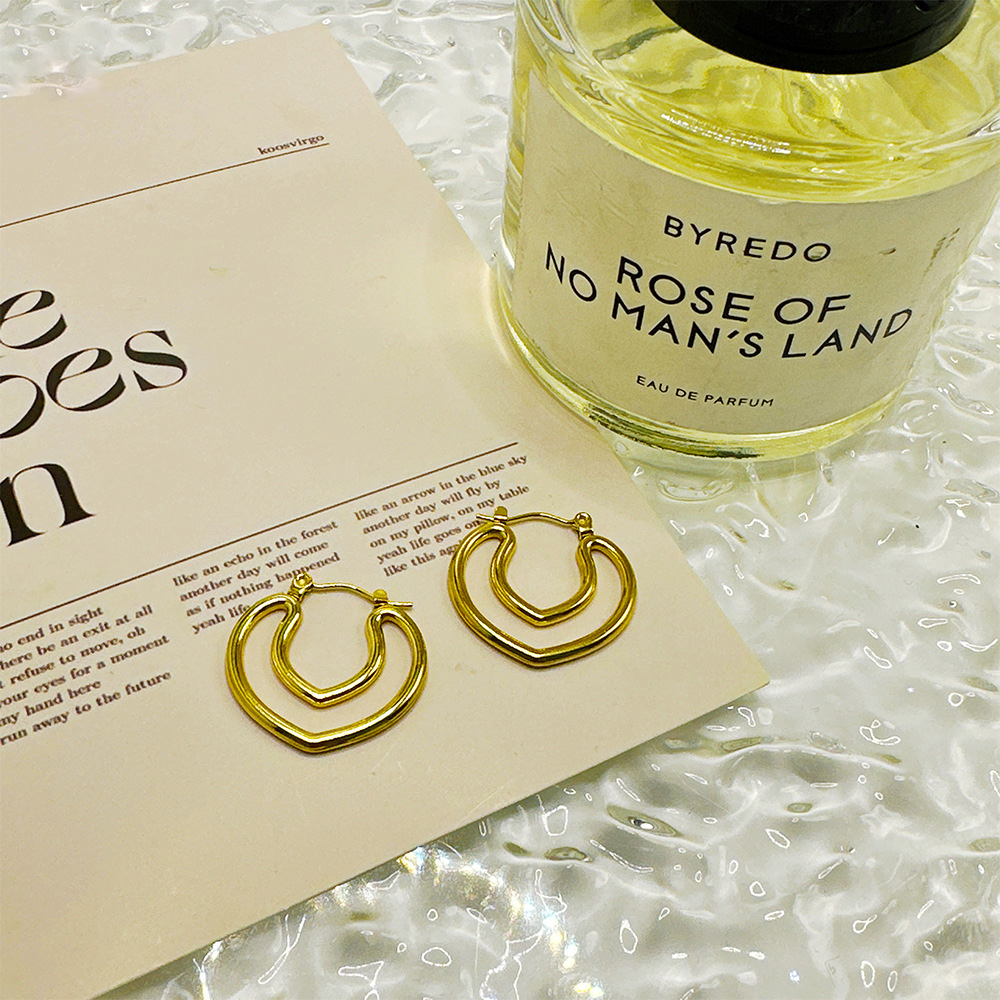 koosvirgo
e
oes
n
no end in sight
here be an exit at all
refuse to move, oh
your eyes for a moment
my hand here
run away to the future
like an echo in the forest
another day will come
as if nothing happened
yeah life
like an arrow in the blue sky
another day will fly by
on my pillow, on my table
yeah life goes on
like this
BYREDO
ROSE OF
NO MAN'S LAND
EAU DE PARFUM